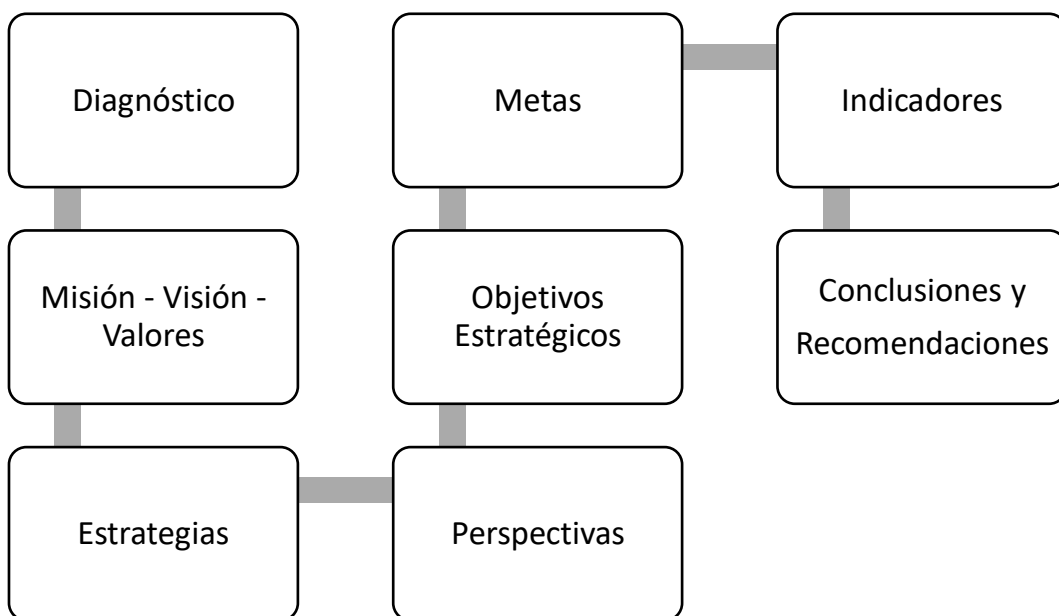 Diagnóstico
Misión - Visión -
Valores
Estrategias
Perspectivas
Objetivos
Estratégicos
Metas
Indicadores
Conclusiones y
Recomendaciones